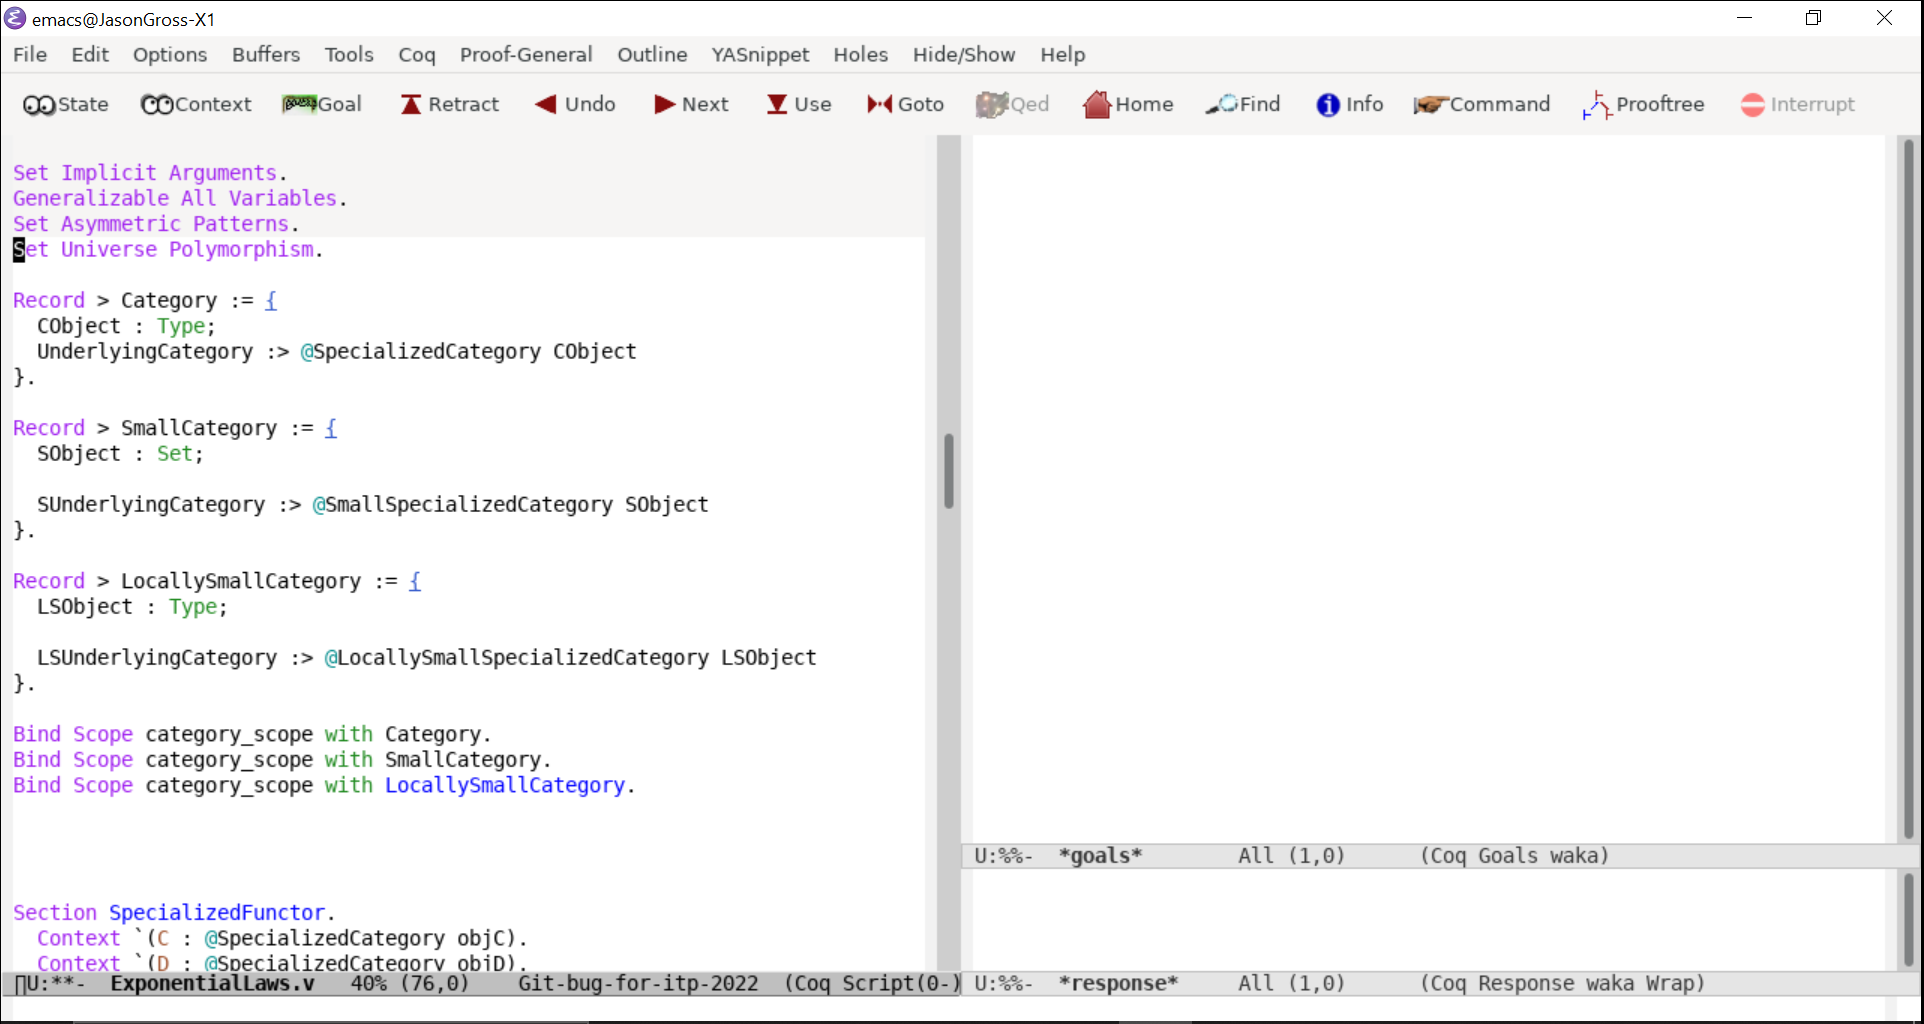 emacs@JasonGross-X1
File Edit Options Buffers Tools Coq Proof-General Outline YASnippet Holes Hide/Show Help
State Context Goal Retract Undo Next Use Goto Qed Home Find Info Command Prooftree Interrupt
Set Implicit Arguments.
Generalizable All Variables.
Set Asymmetric Patterns.
Set Universe Polymorphism.
Record > Category := {
CObject : Type;
UnderlyingCategory :> @SpecializedCategory CObject
}.
Record > SmallCategory := {
SObject : Set;
SUnderlyingCategory :> @SmallSpecializedCategory SObject
}.
Record > LocallySmallCategory := {
LSObject : Type;
LSUnderlyingCategory :> @LocallySmallSpecializedCategory LSObject
}.
Bind Scope category_scope with Category.
Bind Scope category_scope with SmallCategory.
Bind Scope category_scope with LocallySmallCategory.
Section SpecializedFunctor.
Context `(C : @SpecializedCategory objC).
Context `(D : @SpecializedCategory objD).
U:**- ExponentialLaws.v 40% (76,0) Git-bug-for-itp-2022 (Coq Script(0-)
U:%%- *goals* All (1,0) (Coq Goals waka)
U:%%- *response* All (1,0) (Coq Response waka Wrap)